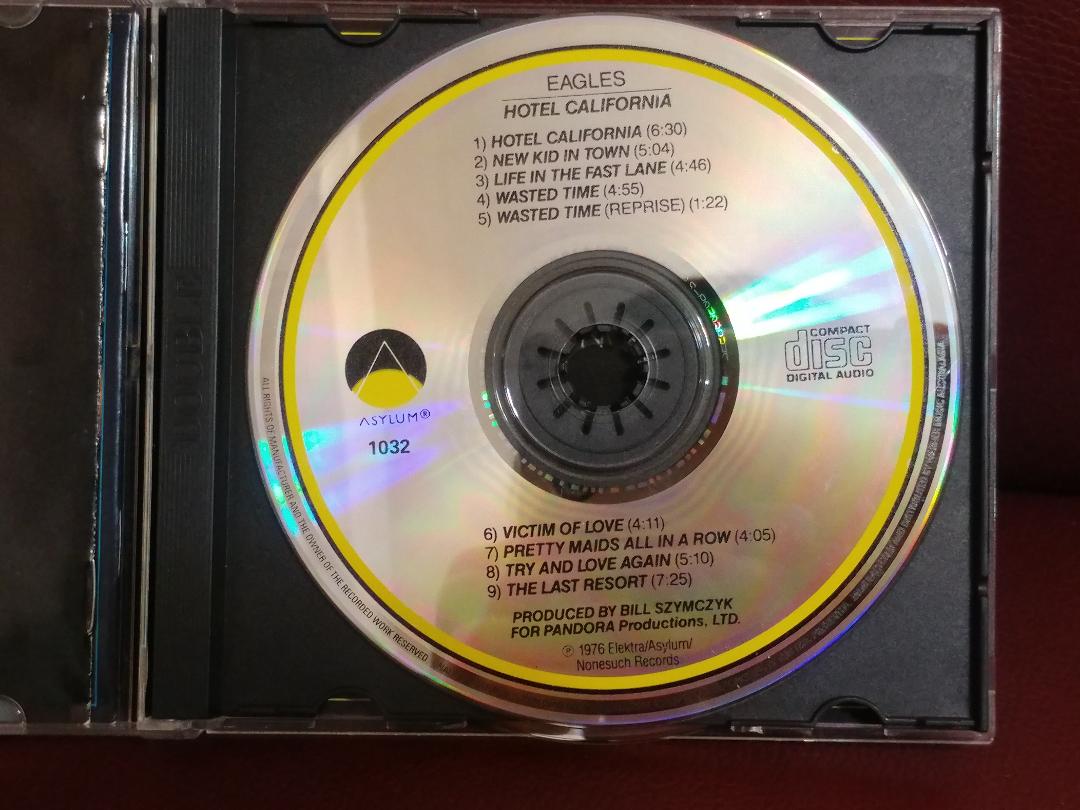 EAGLES
HOTEL CALIFORNIA
1) HOTEL CALIFORNIA (6:30)
2) NEW KID IN TOWN (5:04)
3) LIFE IN THE FAST LANE (4:46)
4) WASTED TIME (4:55)
5) WASTED TIME (REPRISE) (1:22)
COMPACT
disc
DIGITAL AUDIO
ASYLUM®
1032
6) VICTIM OF LOVE (4:11)
7) PRETTY MAIDS ALL IN A ROW (4:05)
8) TRY AND LOVE AGAIN (5:10)
9) THE LAST RESORT (7:25)
PRODUCED BY BILL SZYMCZYK
FOR PANDORA Productions, LTD.
℗ 1976 Elektra/Asylum/
Nonesuch Records
ALL RIGHTS OF MANUFACTURER AND THE OWNER OF THE RECORDED WORK RESERVED
MUSIC AUSTRALIA